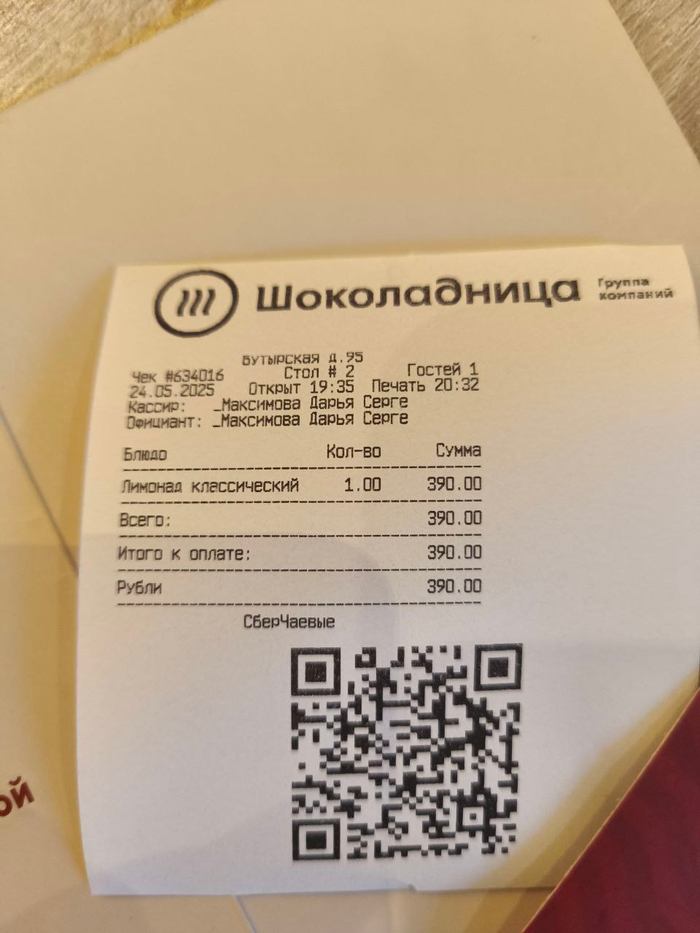 Шоколадница Группа компаний
Бутырская д.95
Чек #634016 Стол # 2 Гостей 1
24.05.2025 Открыт 19:35 Печать 20:32
Кассир: _Максимова Дарья Серге
Официант: _Максимова Дарья Серге
Блюдо Кол-во Сумма
Лимонад классический 1.00 390.00
Всего: 390.00
Итого к оплате: 390.00
Рубли 390.00
СберЧаевые
ой